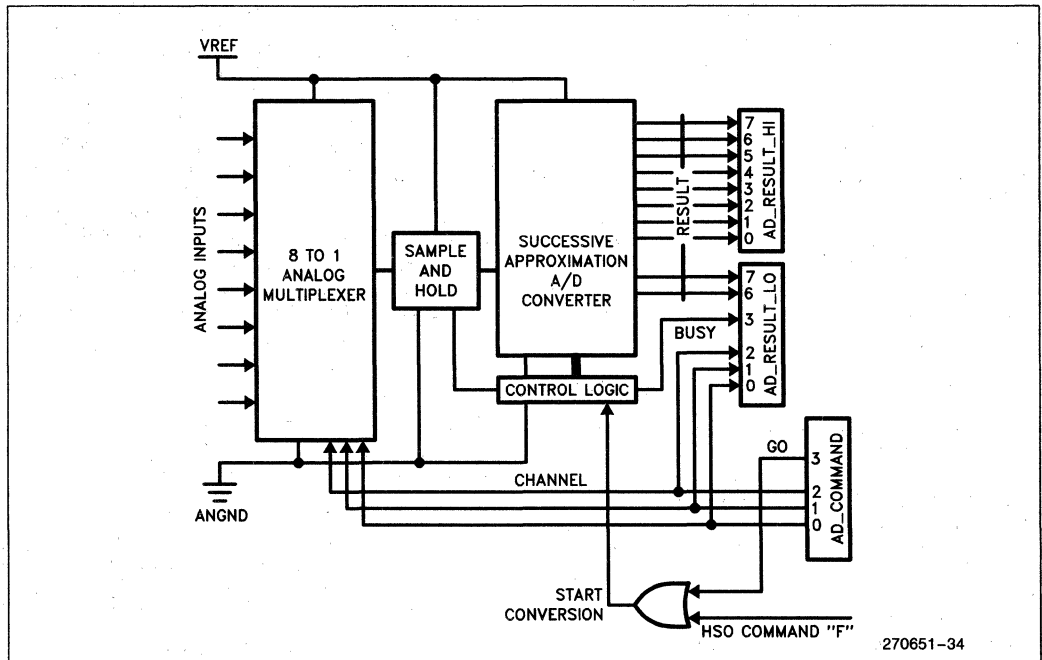 VREF
ANALOG INPUTS
8 TO 1
ANALOG
MULTIPLEXER
SAMPLE
AND
HOLD
SUCCESSIVE
APPROXIMATION
A/D
CONVERTER
RESULT
7
6
5
4
3
2
1
0
AD_RESULT_HI
7
6
3
2
1
0
AD_RESULT_LO
BUSY
CONTROL LOGIC
ANGND
CHANNEL
GO
3
2
1
0
AD_COMMAND
START
CONVERSION
HSO COMMAND "F"
270651-34